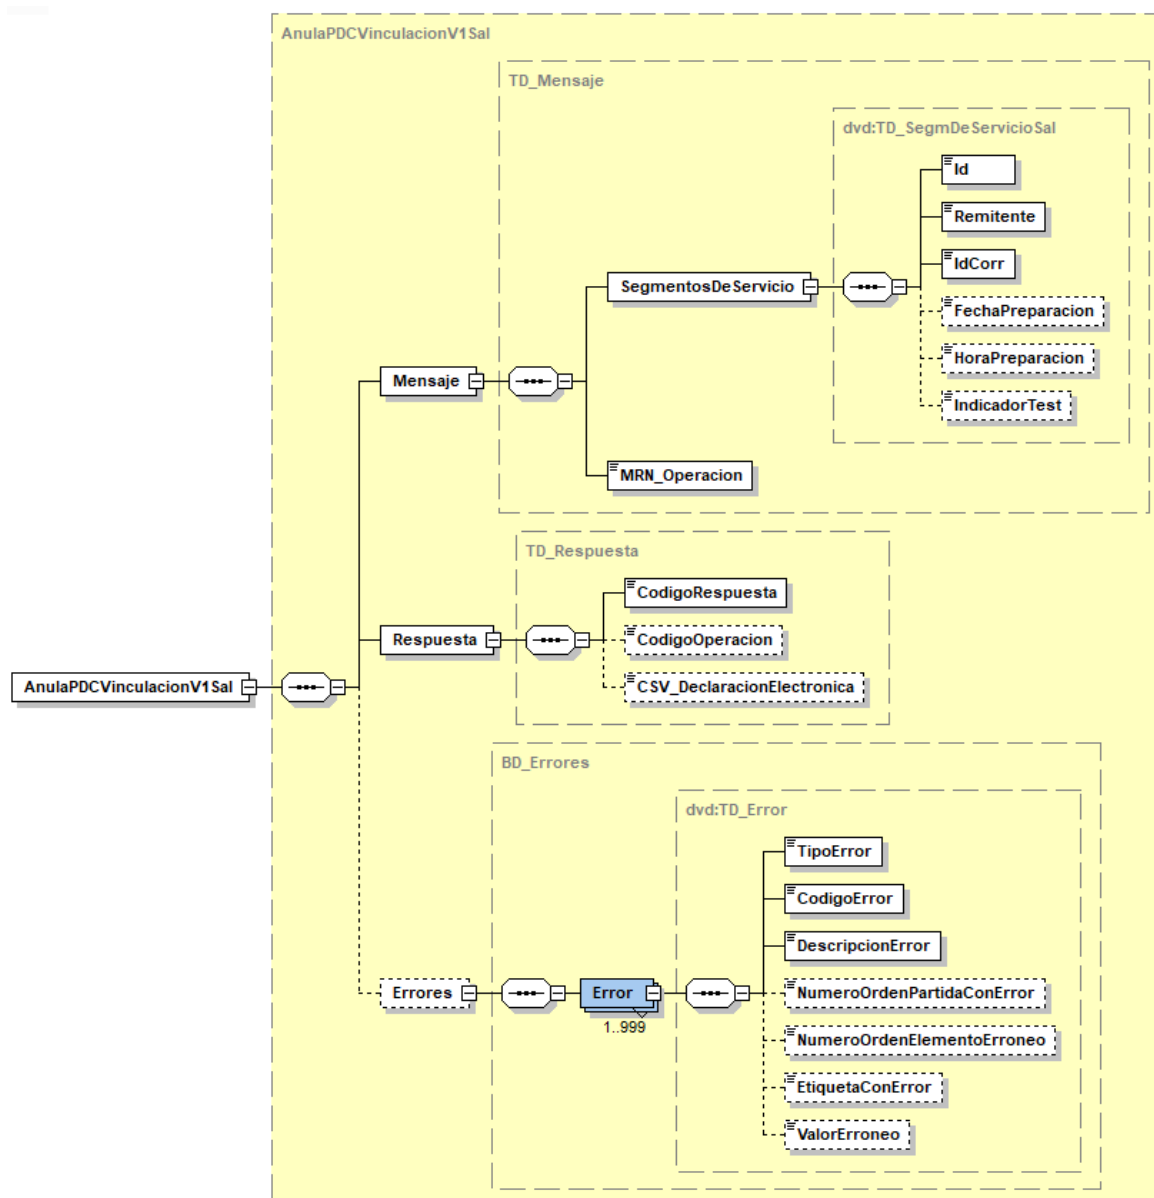 AnulaPDCVinculacionV1Sal
TD_Mensaje
dvd:TD_SegmDeServicioSal
Id
Remitente
IdCorr
SegmentosDeServicio
FechaPreparacion
HoraPreparacion
Mensaje
IndicadorTest
MRN_Operacion
TD_Respuesta
CodigoRespuesta
Respuesta
CodigoOperacion
AnulaPDCVinculacionV1Sal
CSV_DeclaracionElectronica
BD_Errores
dvd:TD_Error
TipoError
CodigoError
DescripcionError
Errores
Error
1..999
NumeroOrdenPartidaConError
NumeroOrdenElementoErroneo
EtiquetaConError
ValorErroneo